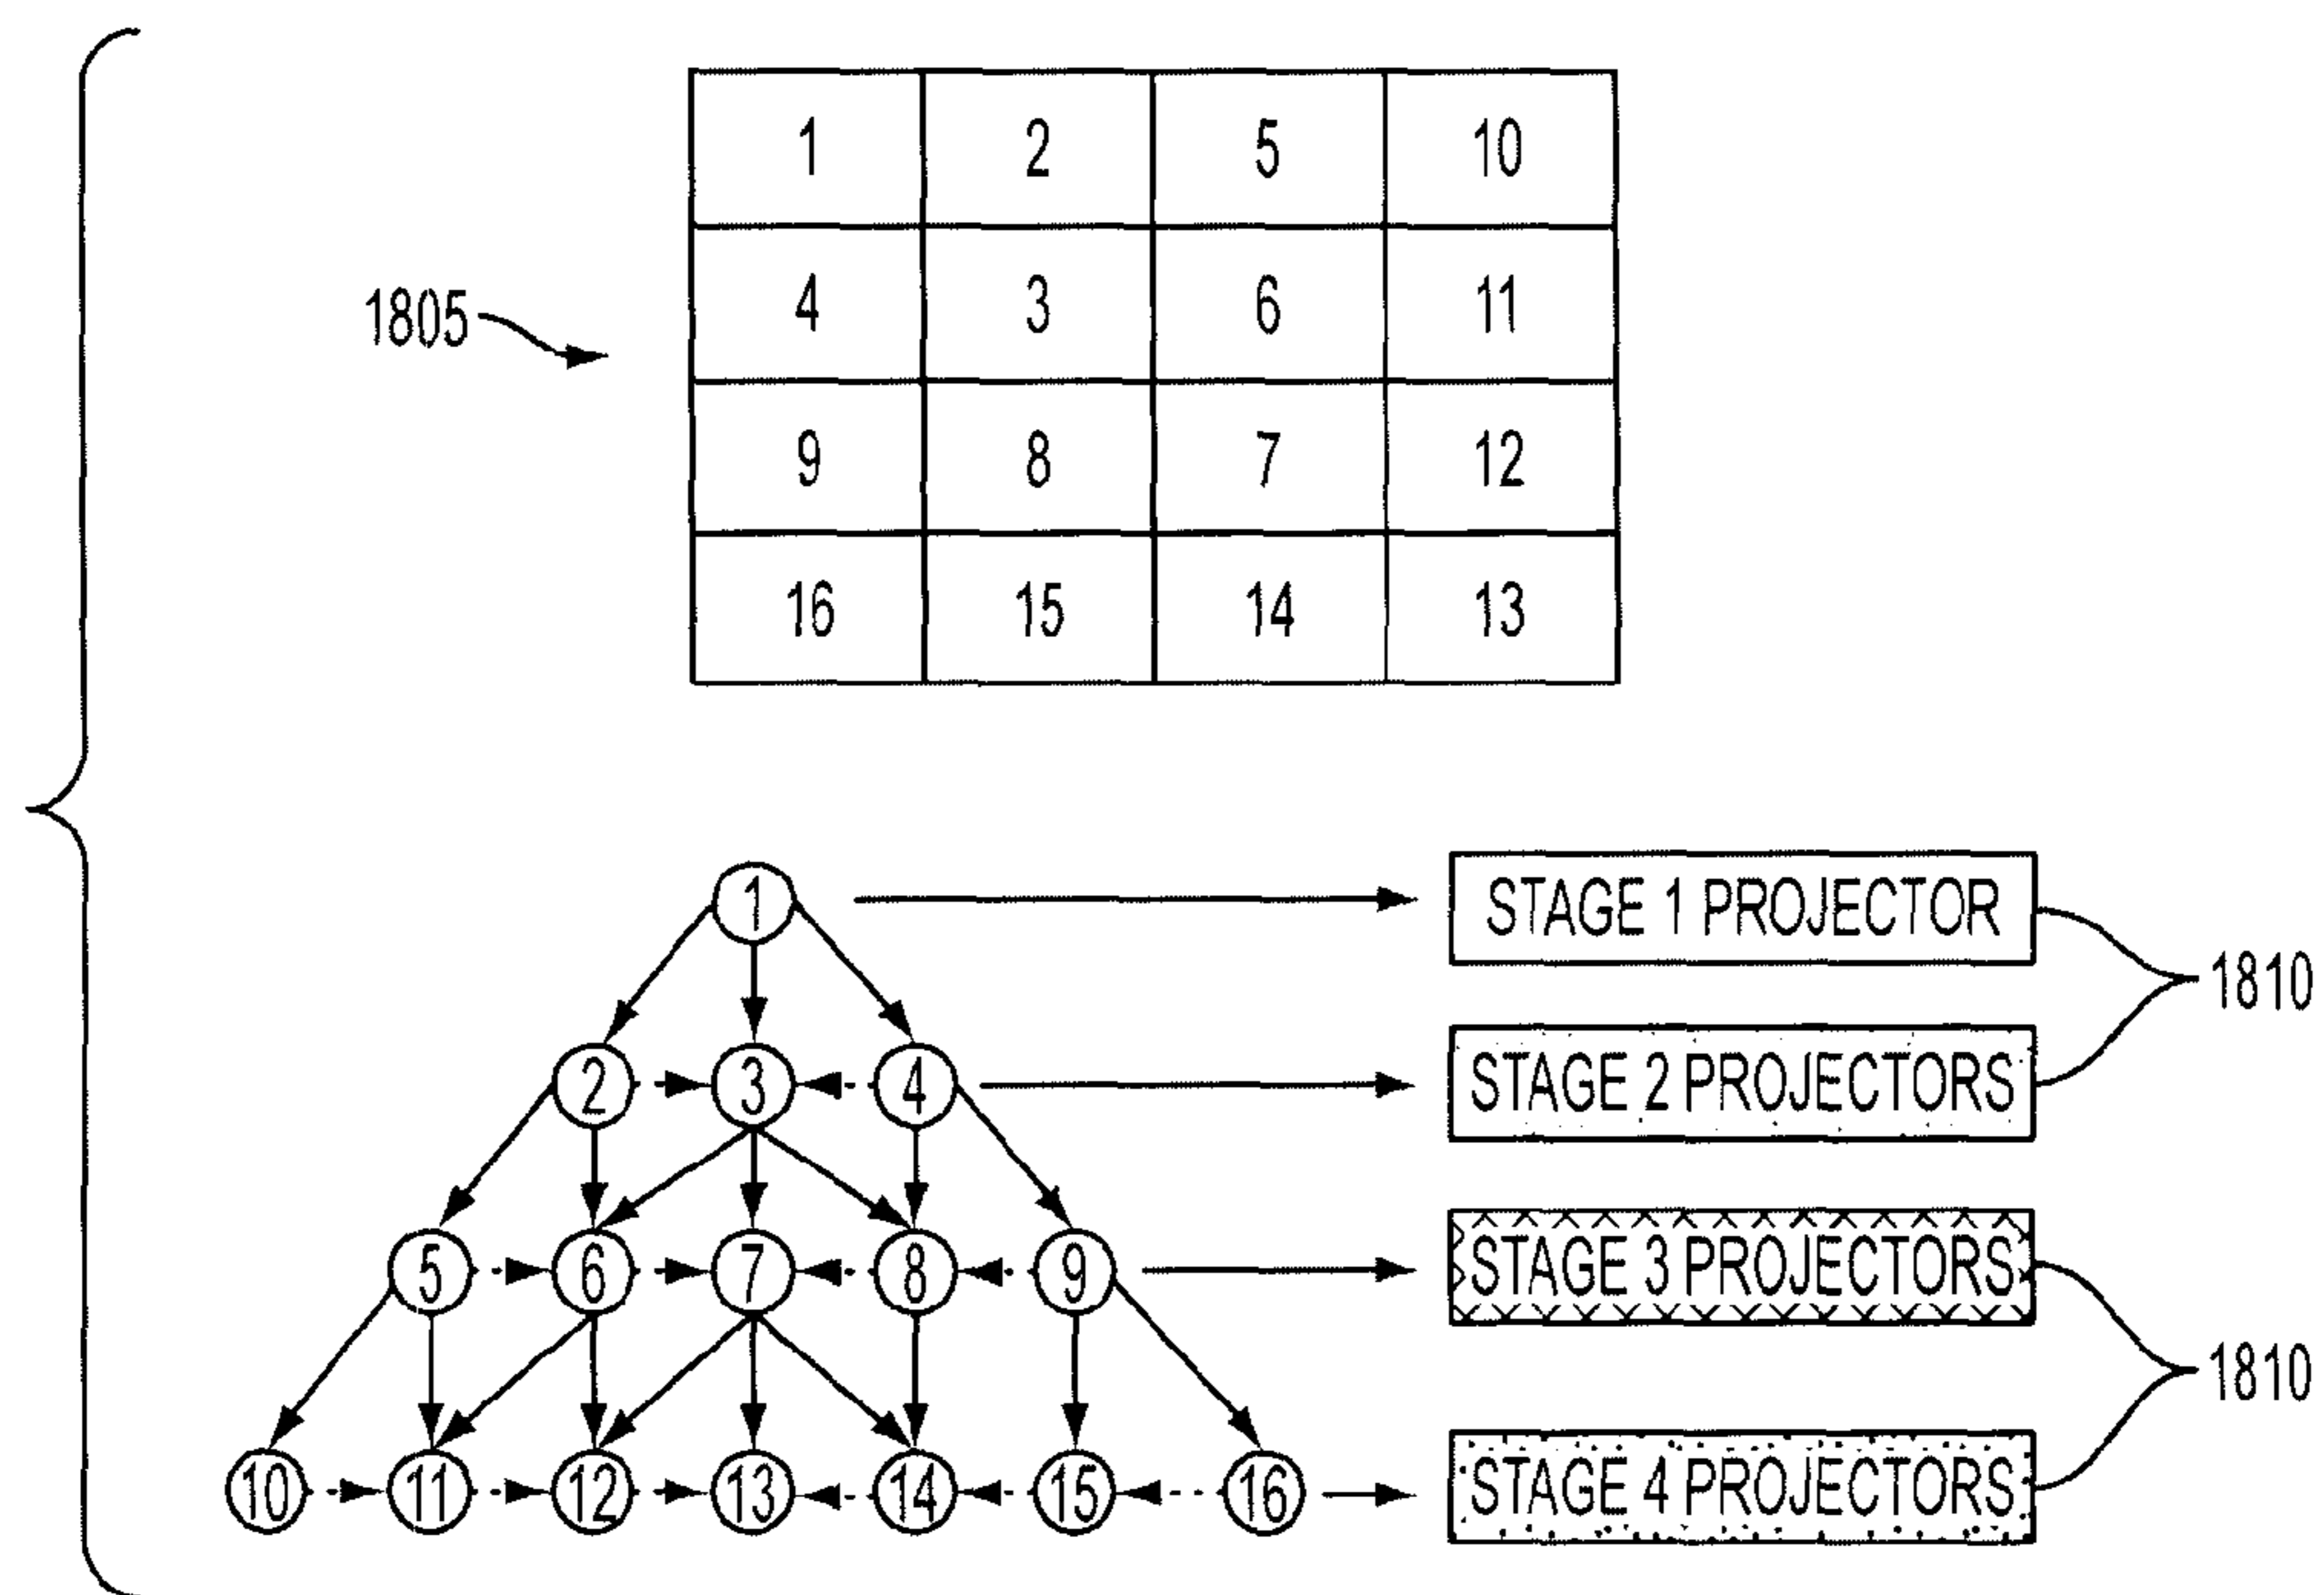 1 2 5 10
1805
4 3 6 11
9 8 7 12
16 15 14 13
1 STAGE 1 PROJECTOR
1810
2 3 4 STAGE 2 PROJECTORS
5 6 7 8 9 STAGE 3 PROJECTORS
1810
10 11 12 13 14 15 16 STAGE 4 PROJECTORS